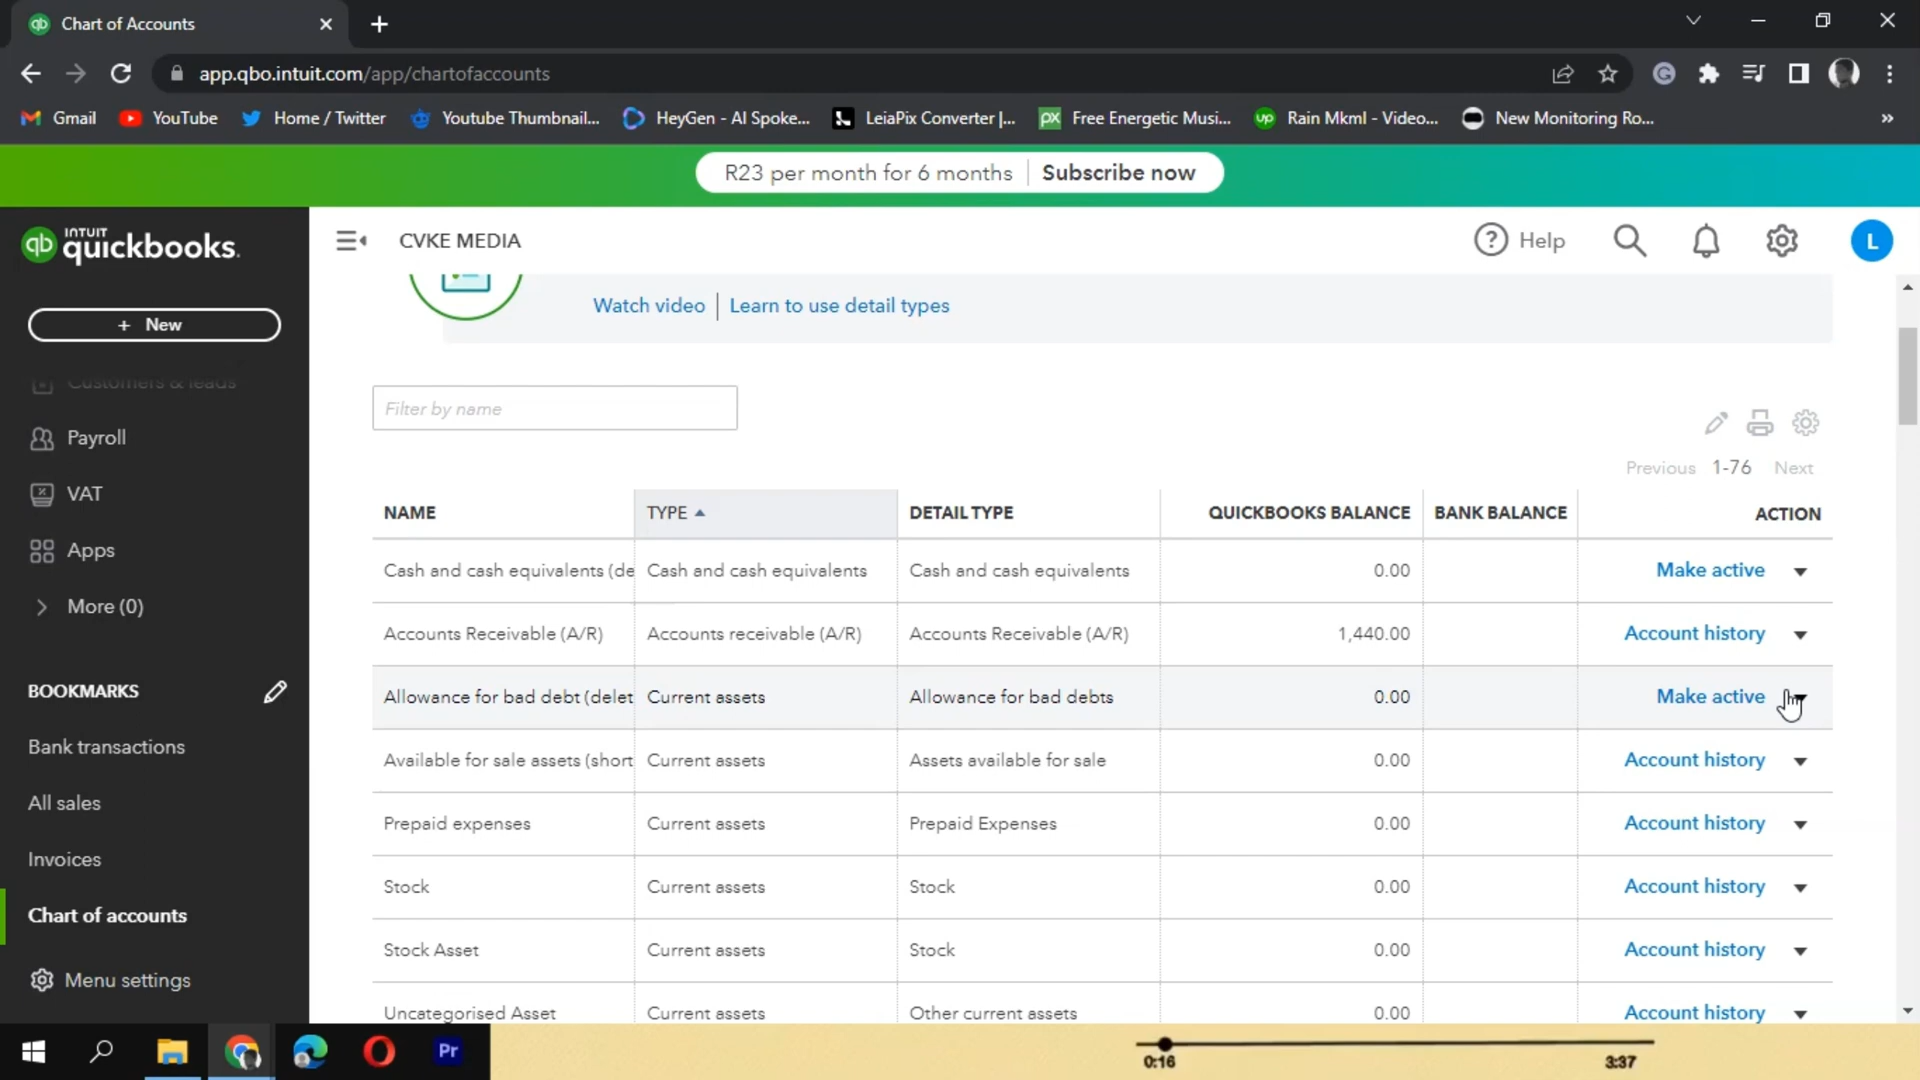 Chart of Accounts
app.qbo.intuit.com/app/chartofaccounts
Gmail
YouTube
Home / Twitter
Youtube Thumbnail...
HeyGen - AI Spoke...
LeiaPix Converter |...
Free Energetic Musi...
Rain Mkml - Video...
New Monitoring Ro...
R23 per month for 6 months
Subscribe now
INTUIT
quickbooks.
CVKE MEDIA
Help
L
Watch video
Learn to use detail types
+ New
Customers & leads
Payroll
VAT
Apps
More (0)
BOOKMARKS
Bank transactions
All sales
Invoices
Chart of accounts
Menu settings
Filter by name
Previous 1-76 Next
NAME TYPE DETAIL TYPE QUICKBOOKS BALANCE BANK BALANCE ACTION
Cash and cash equivalents (de Cash and cash equivalents Cash and cash equivalents 0.00 Make active
Accounts Receivable (A/R) Accounts receivable (A/R) Accounts Receivable (A/R) 1,440.00 Account history
Allowance for bad debt (delet Current assets Allowance for bad debts 0.00 Make active
Available for sale assets (short Current assets Assets available for sale 0.00 Account history
Prepaid expenses Current assets Prepaid Expenses 0.00 Account history
Stock Current assets Stock 0.00 Account history
Stock Asset Current assets Stock 0.00 Account history
Uncategorised Asset Current assets Other current assets 0.00 Account history
Pr
0:16
3:37